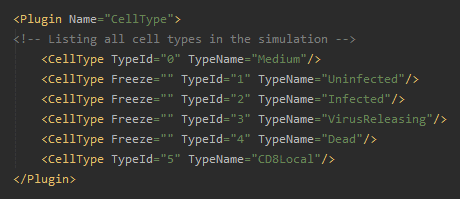 <Plugin Name="CellType">
<!-- Listing all cell types in the simulation -->
<CellType TypeId="0" TypeName="Medium"/>
<CellType Freeze="" TypeId="1" TypeName="Uninfected"/>
<CellType Freeze="" TypeId="2" TypeName="Infected"/>
<CellType Freeze="" TypeId="3" TypeName="VirusReleasing"/>
<CellType Freeze="" TypeId="4" TypeName="Dead"/>
<CellType TypeId="5" TypeName="CD8Local"/>
</Plugin>